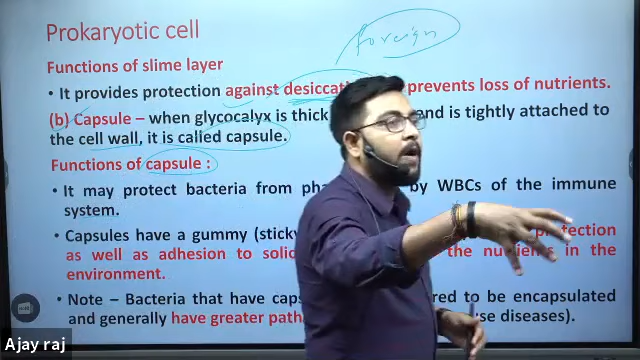 Prokaryotic cell
foreign
Functions of slime layer
• It provides protection against desiccati prevents loss of nutrients.
(b) Capsule – when glycocalyx is thick and is tightly attached to
the cell wall, it is called capsule.
Functions of capsule :
• It may protect bacteria from pha by WBCs of the immune
system.
• Capsules have a gummy (sticky
as well as adhesion to solid the nutrients in the
environment.
• Note – Bacteria that have caps red to be encapsulated
and generally have greater path se diseases).
Ajay raj